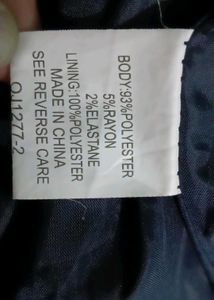 BODY:93%POLYESTER
5%RAYON
2%ELASTANE
LINING:100%POLYESTER
MADE IN CHINA
SEE REVERSE CARE
OJ1277-2